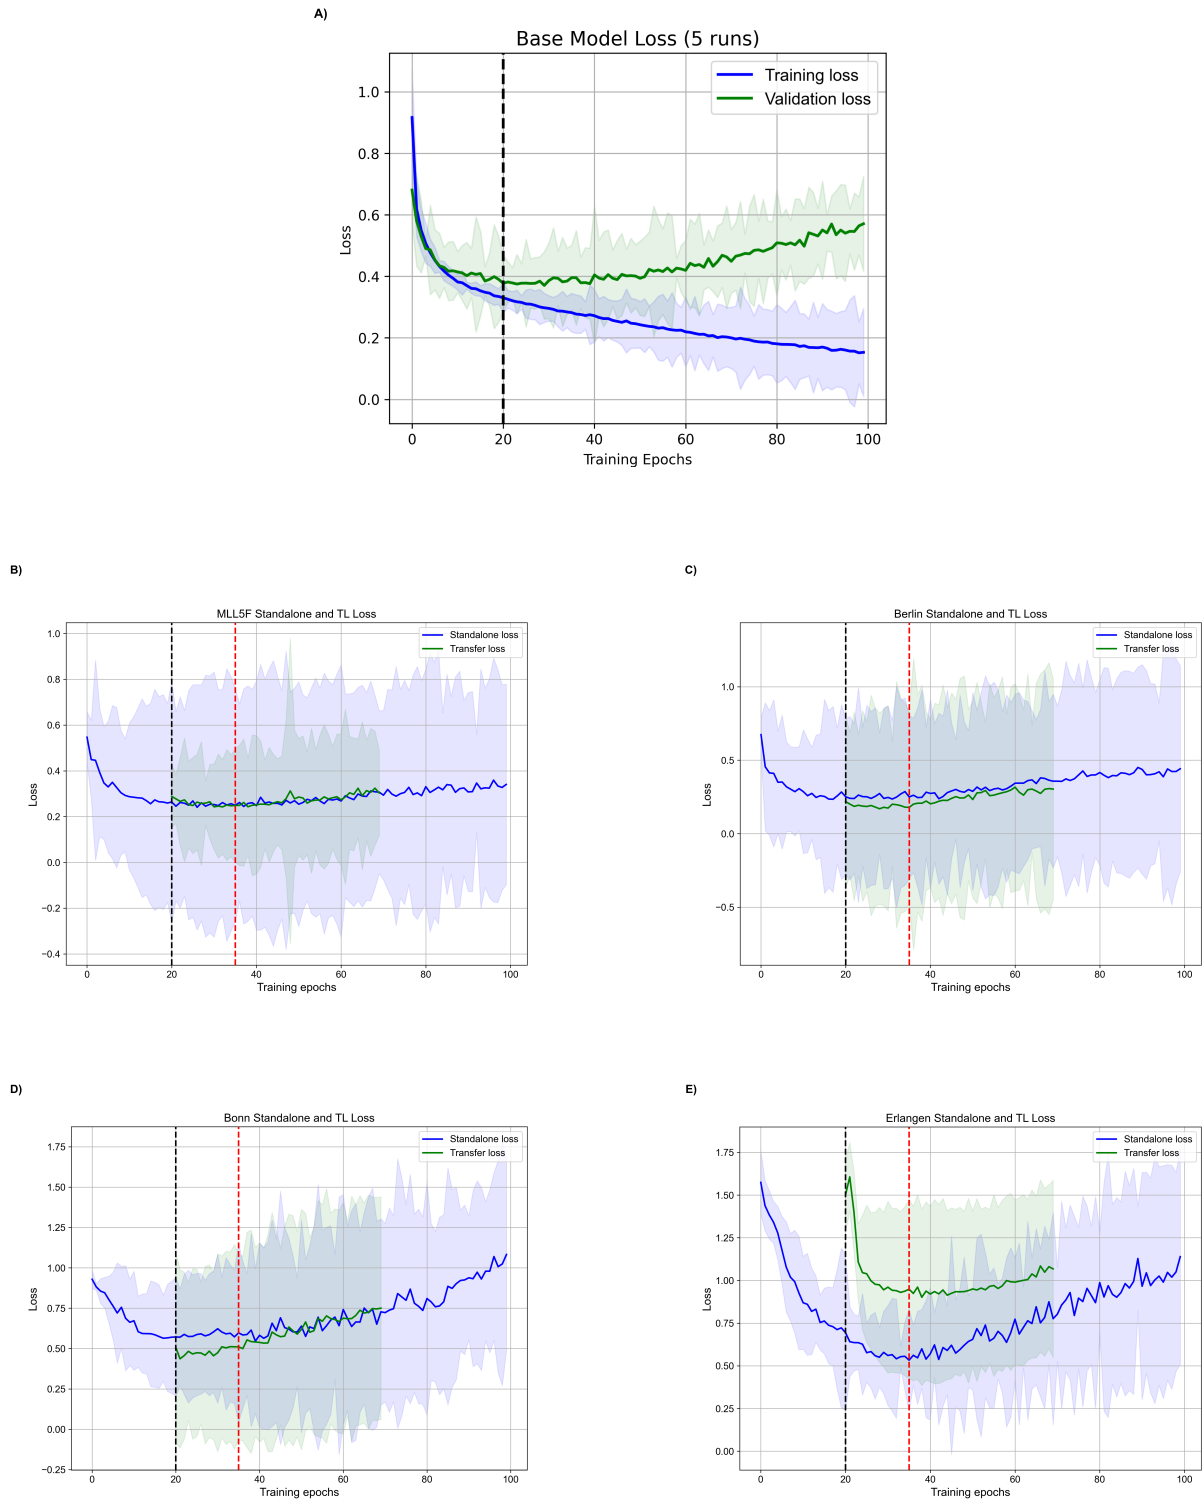 A)
Base Model Loss (5 runs)
Training loss
Validation loss
1.0
0.8
0.6
0.4
0.2
0.0
Loss
0 20 40 60 80 100
Training Epochs
B)
MLL5F Standalone and TL Loss
Standalone loss
Transfer loss
1.0
0.8
0.6
0.4
0.2
0.0
−0.2
−0.4
Loss
0 20 40 60 80 100
Training epochs
C)
Berlin Standalone and TL Loss
Standalone loss
Transfer loss
1.0
0.5
0.0
−0.5
Loss
0 20 40 60 80 100
Training epochs
D)
Bonn Standalone and TL Loss
Standalone loss
Transfer loss
1.75
1.50
1.25
1.00
0.75
0.50
0.25
0.00
−0.25
Loss
0 20 40 60 80 100
Training epochs
E)
Erlangen Standalone and TL Loss
Standalone loss
Transfer loss
1.75
1.50
1.25
1.00
0.75
0.50
0.25
0.00
Loss
0 20 40 60 80 100
Training epochs